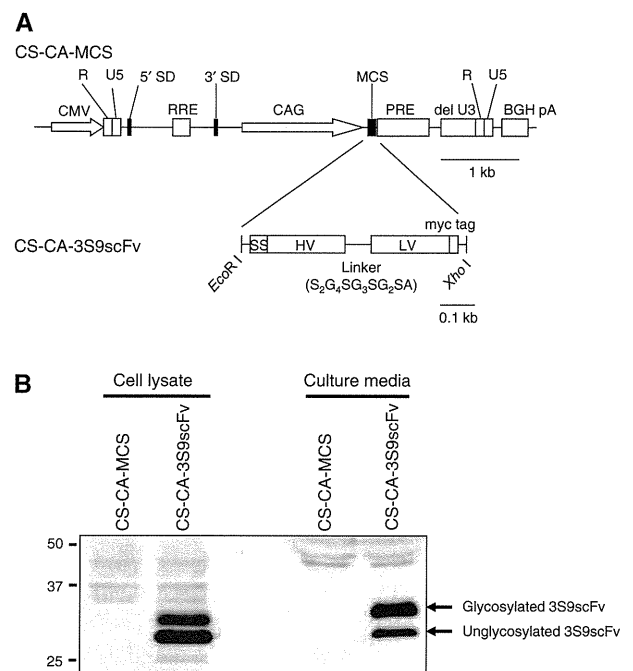 A
CS-CA-MCS
R U5 5′ SD 3′ SD MCS R U5
CMV RRE CAG PRE del U3 BGH pA
1 kb
myc tag
CS-CA-3S9scFv SS HV LV
EcoR I Linker Xho I
(S₂G₄SG₃SG₂SA)
0.1 kb
B
Cell lysate Culture media
CS-CA-MCS
CS-CA-3S9scFv
CS-CA-MCS
CS-CA-3S9scFv
50
37
Glycosylated 3S9scFv
Unglycosylated 3S9scFv
25